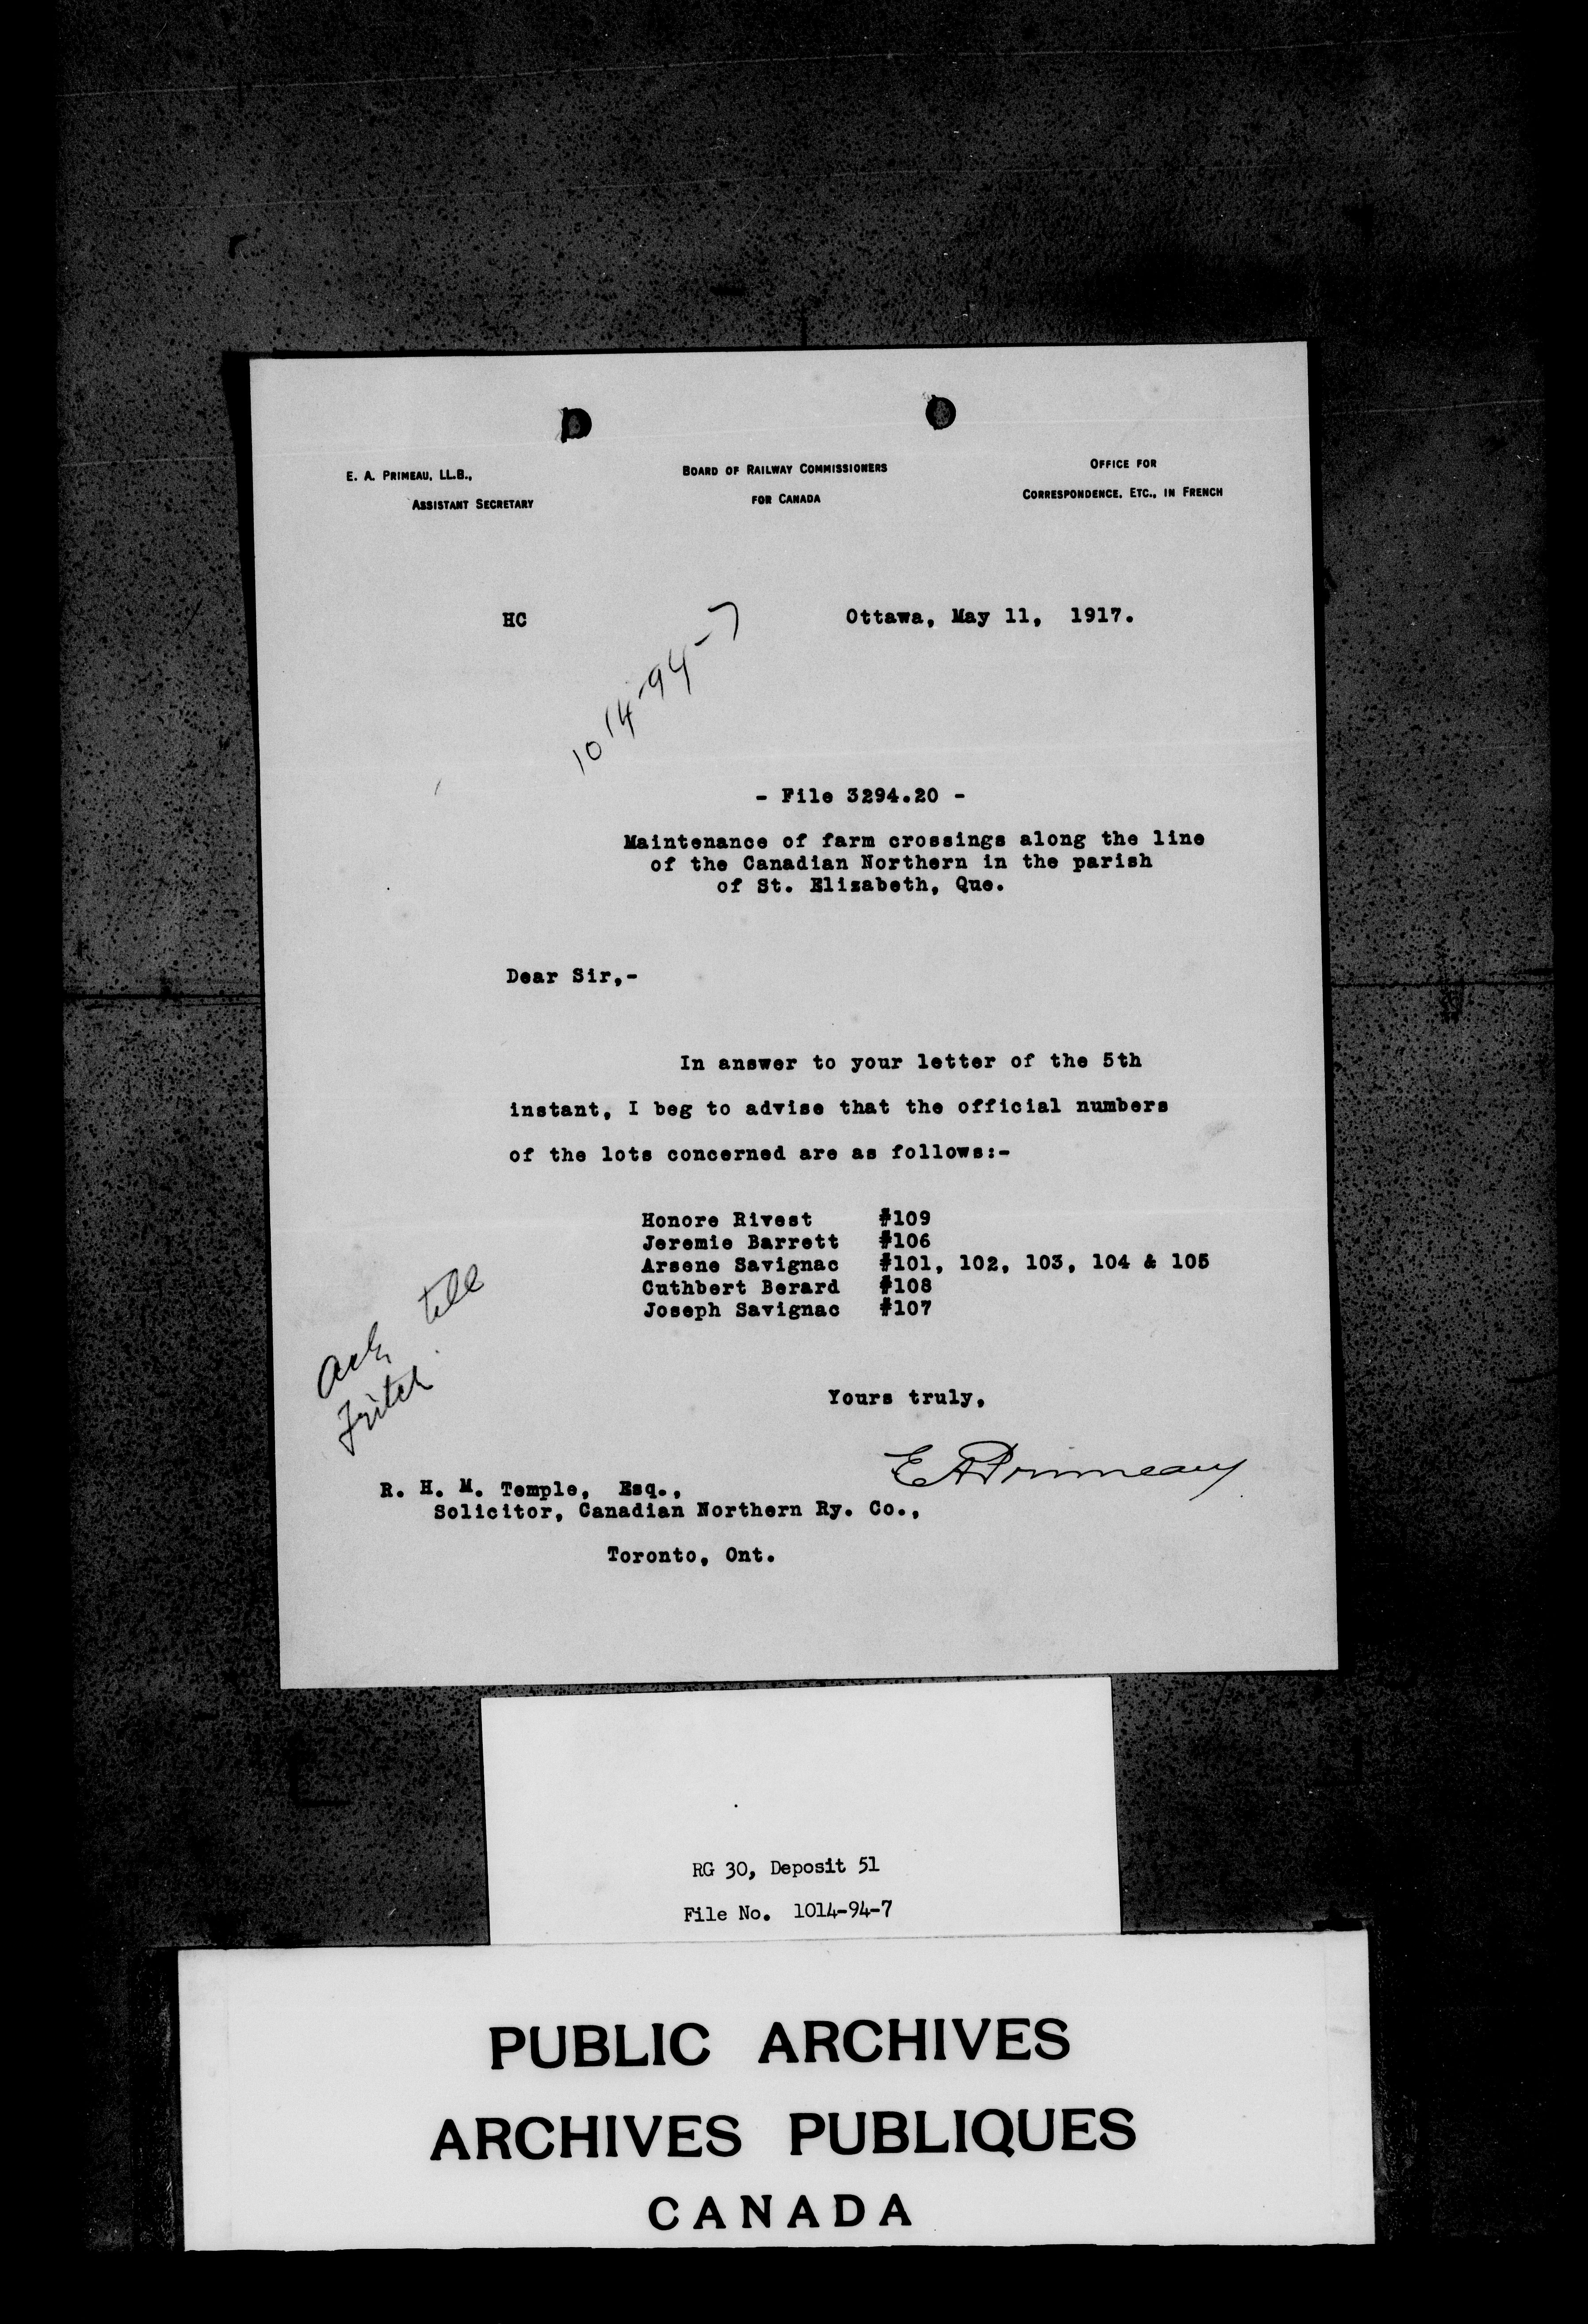 E. A. PRIMEAU, LL.B.,
ASSISTANT SECRETARY
BOARD OF RAILWAY COMMISSIONERS
FOR CANADA
OFFICE FOR
CORRESPONDENCE, ETC., IN FRENCH
HC
Ottawa, May 11, 1917.
1014-94-7
- File 3294.20 -
Maintenance of farm crossings along the line
of the Canadian Northern in the parish
of St. Elizabeth, Que.
Dear Sir,-
In answer to your letter of the 5th
instant, I beg to advise that the official numbers
of the lots concerned are as follows:-
Honore Rivest #109
Jeremie Barrett #106
Arsene Savignac #101, 102, 103, 104 & 105
Cuthbert Berard #108
Joseph Savignac #107
Ack tell
Fritch
Yours truly,
E A Primeau
R. H. M. Temple, Esq.,
Solicitor, Canadian Northern Ry. Co.,
Toronto, Ont.
RG 30, Deposit 51
File No. 1014-94-7
PUBLIC ARCHIVES
ARCHIVES PUBLIQUES
CANADA